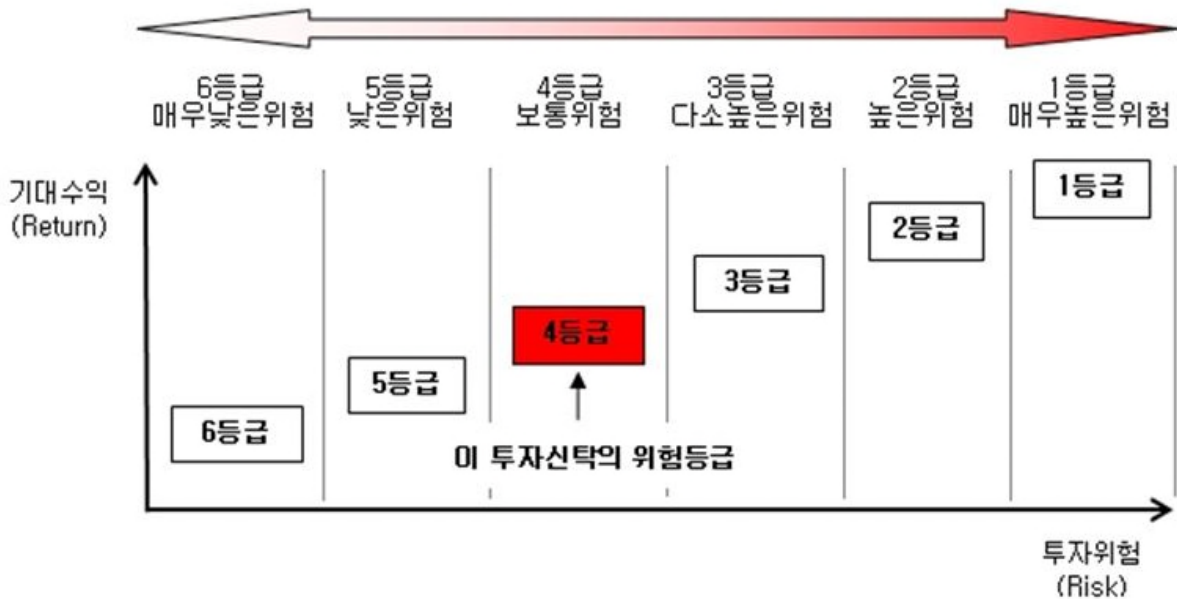 6등급 5등급 4등급 3등급 2등급 1등급
매우낮은위험 낮은위험 보통위험 다소높은위험 높은위험 매우높은위험
기대수익
(Return)
1등급
2등급
3등급
4등급
5등급
6등급
이 투자신탁의 위험등급
투자위험
(Risk)